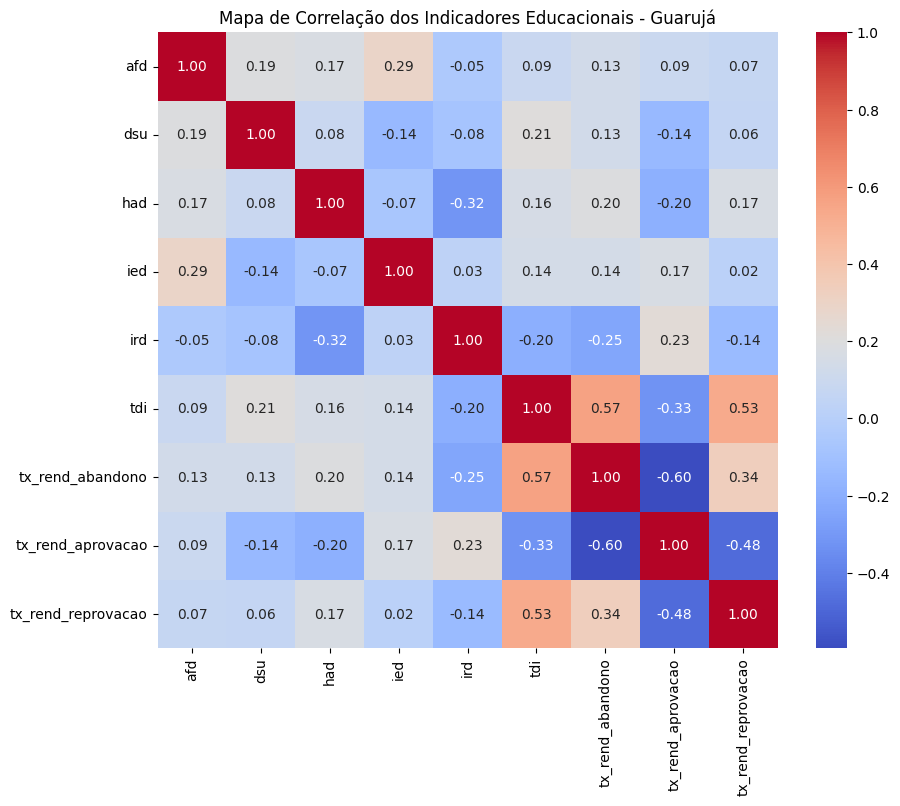 Mapa de Correlação dos Indicadores Educacionais - Guarujá
afd 1.00 0.19 0.17 0.29 -0.05 0.09 0.13 0.09 0.07
dsu 0.19 1.00 0.08 -0.14 -0.08 0.21 0.13 -0.14 0.06
had 0.17 0.08 1.00 -0.07 -0.32 0.16 0.20 -0.20 0.17
ied 0.29 -0.14 -0.07 1.00 0.03 0.14 0.14 0.17 0.02
ird -0.05 -0.08 -0.32 0.03 1.00 -0.20 -0.25 0.23 -0.14
tdi 0.09 0.21 0.16 0.14 -0.20 1.00 0.57 -0.33 0.53
tx_rend_abandono 0.13 0.13 0.20 0.14 -0.25 0.57 1.00 -0.60 0.34
tx_rend_aprovacao 0.09 -0.14 -0.20 0.17 0.23 -0.33 -0.60 1.00 -0.48
tx_rend_reprovacao 0.07 0.06 0.17 0.02 -0.14 0.53 0.34 -0.48 1.00
afd
dsu
had
ied
ird
tdi
tx_rend_abandono
tx_rend_aprovacao
tx_rend_reprovacao
1.0
0.8
0.6
0.4
0.2
0.0
−0.2
−0.4